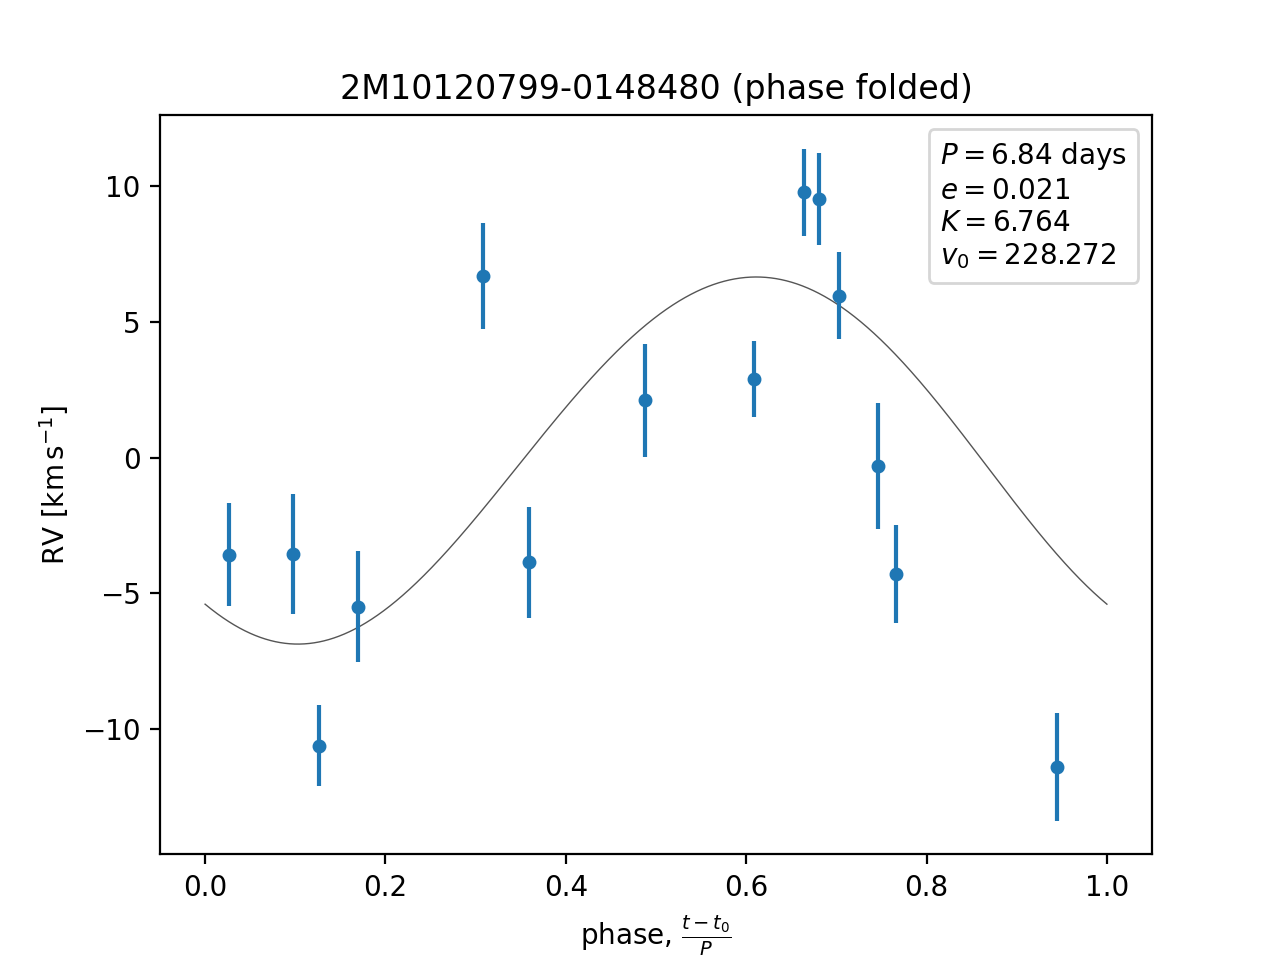 2M10120799-0148480 (phase folded)
P = 6.84 days
e = 0.021
K = 6.764
v₀ = 228.272
10
5
0
−5
−10
RV [km s⁻¹]
0.0 0.2 0.4 0.6 0.8 1.0
phase, (t − t₀)/P